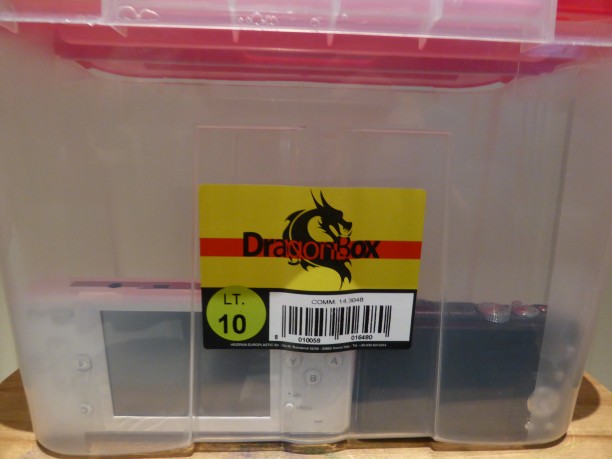 DragonBox
LT.
10
COMM. 14.3048
8 010059 016480
Y
A
B